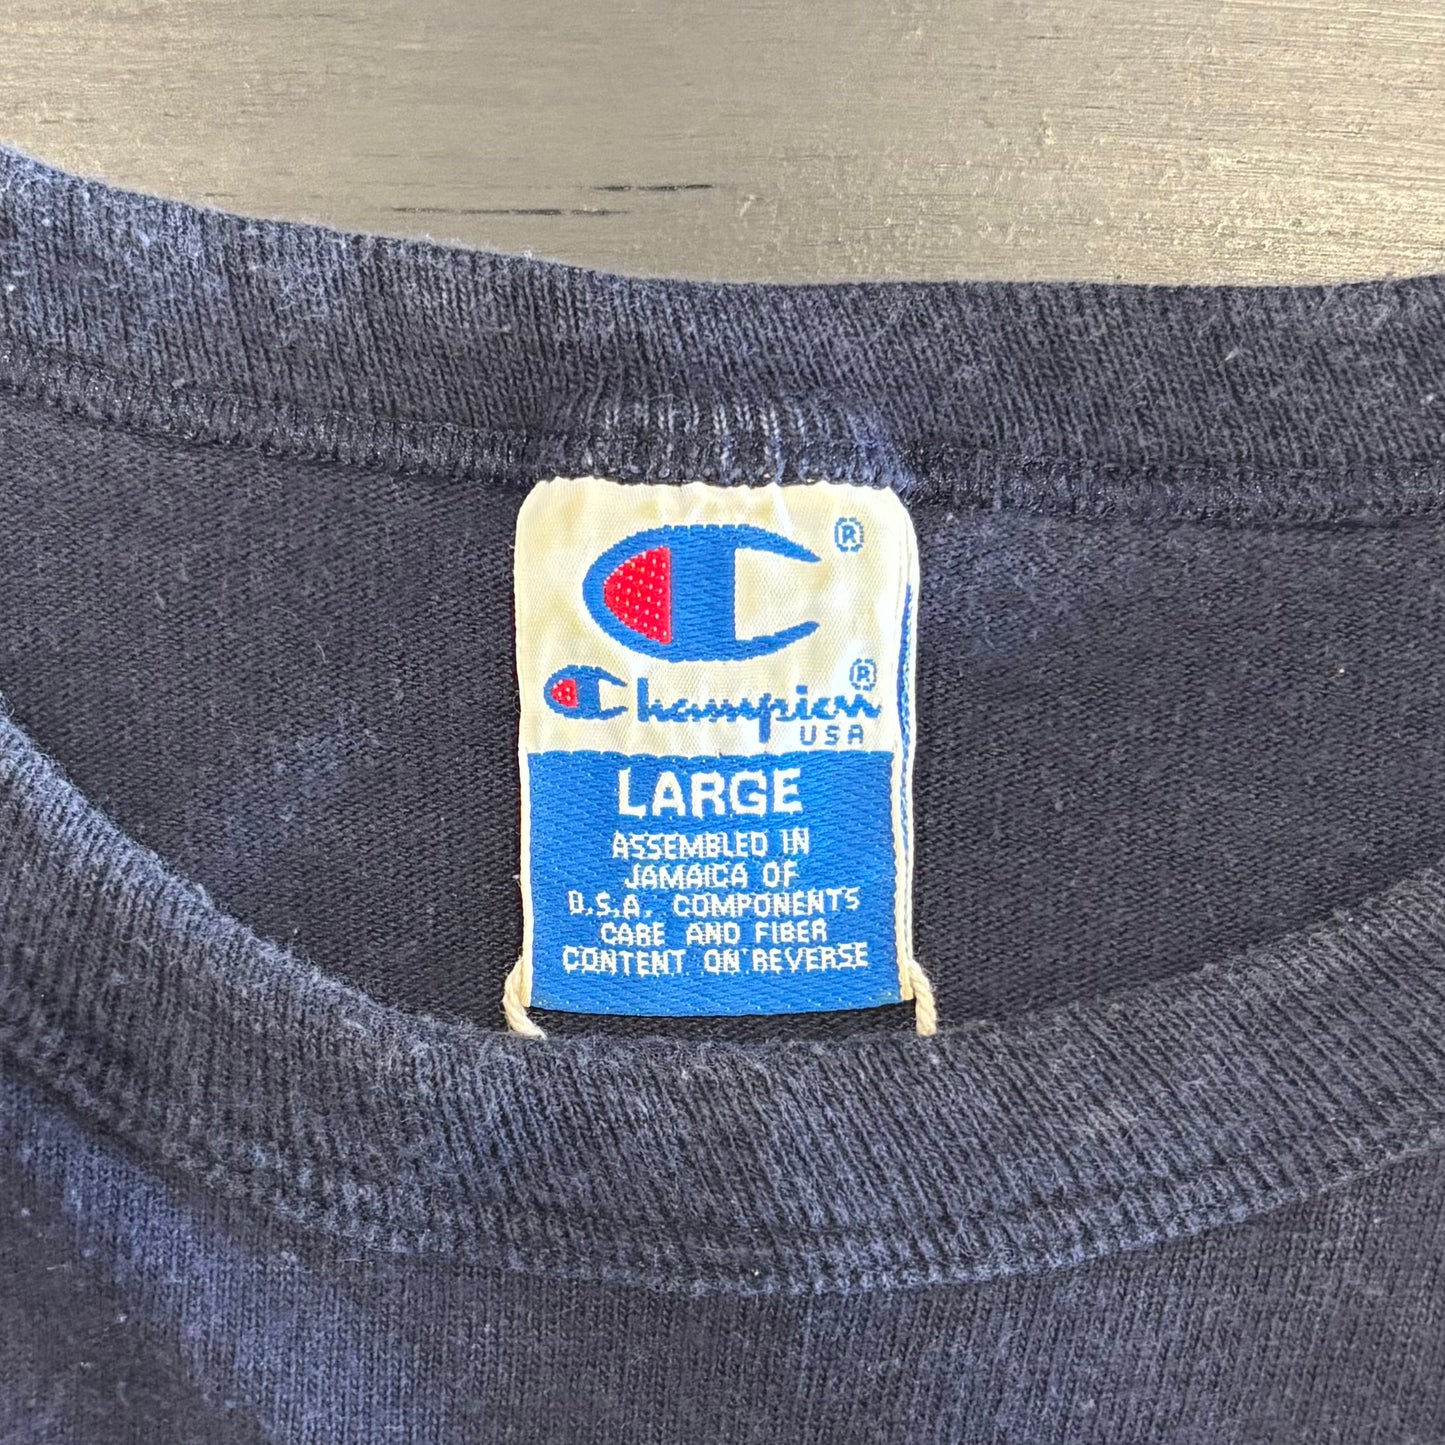 ®
Champion®
USA
LARGE
ASSEMBLED IN
JAMAICA OF
U.S.A. COMPONENTS
CARE AND FIBER
CONTENT ON REVERSE